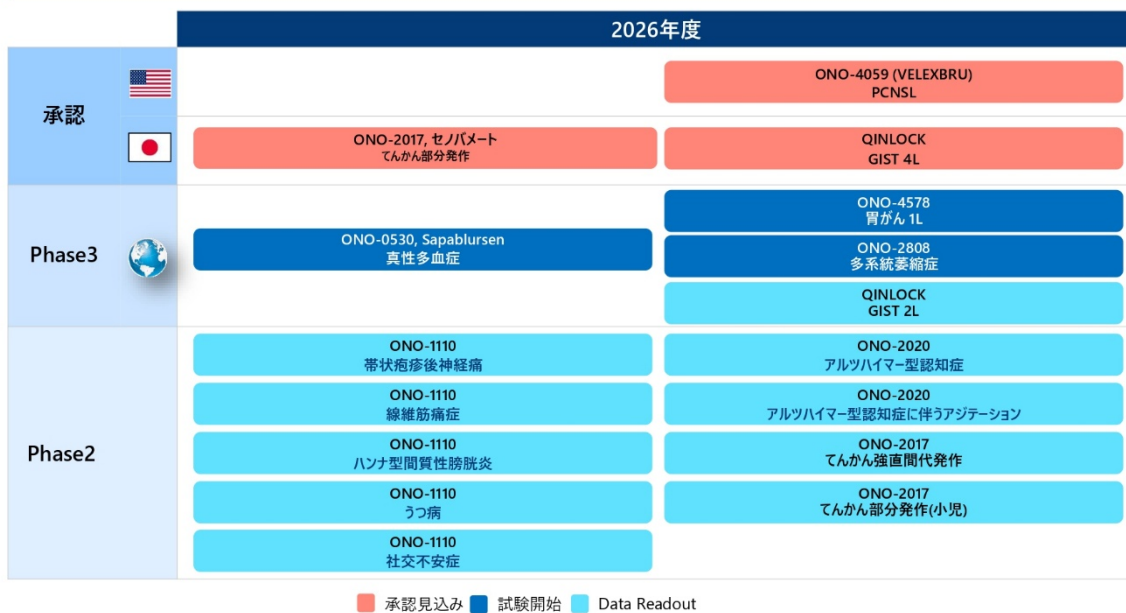 2026年度
承認
ONO-4059 (VELEXBRU)
PCNSL
ONO-2017, セノバメート
てんかん部分発作
QINLOCK
GIST 4L
Phase3
ONO-0530, Sapablursen
真性多血症
ONO-4578
胃がん 1L
ONO-2808
多系統萎縮症
QINLOCK
GIST 2L
Phase2
ONO-1110
帯状疱疹後神経痛
ONO-1110
線維筋痛症
ONO-1110
ハンナ型間質性膀胱炎
ONO-1110
うつ病
ONO-1110
社交不安症
ONO-2020
アルツハイマー型認知症
ONO-2020
アルツハイマー型認知症に伴うアジテーション
ONO-2017
てんかん強直間代発作
ONO-2017
てんかん部分発作(小児)
承認見込み 試験開始 Data Readout